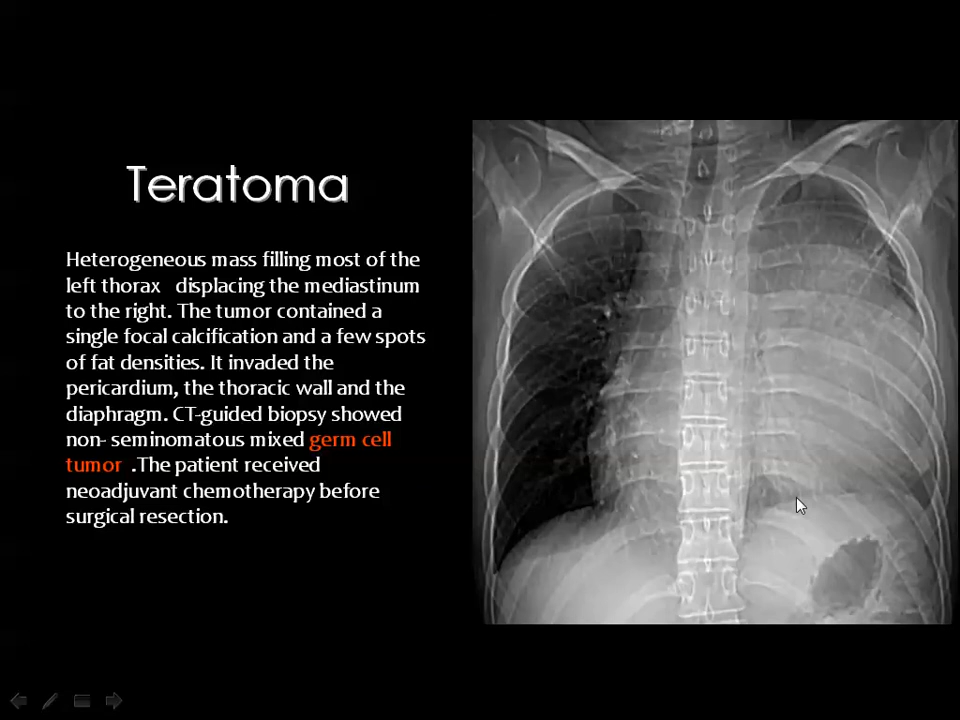 Teratoma
Heterogeneous mass filling most of the
left thorax displacing the mediastinum
to the right. The tumor contained a
single focal calcification and a few spots
of fat densities. It invaded the
pericardium, the thoracic wall and the
diaphragm. CT-guided biopsy showed
non- seminomatous mixed germ cell
tumor .The patient received
neoadjuvant chemotherapy before
surgical resection.